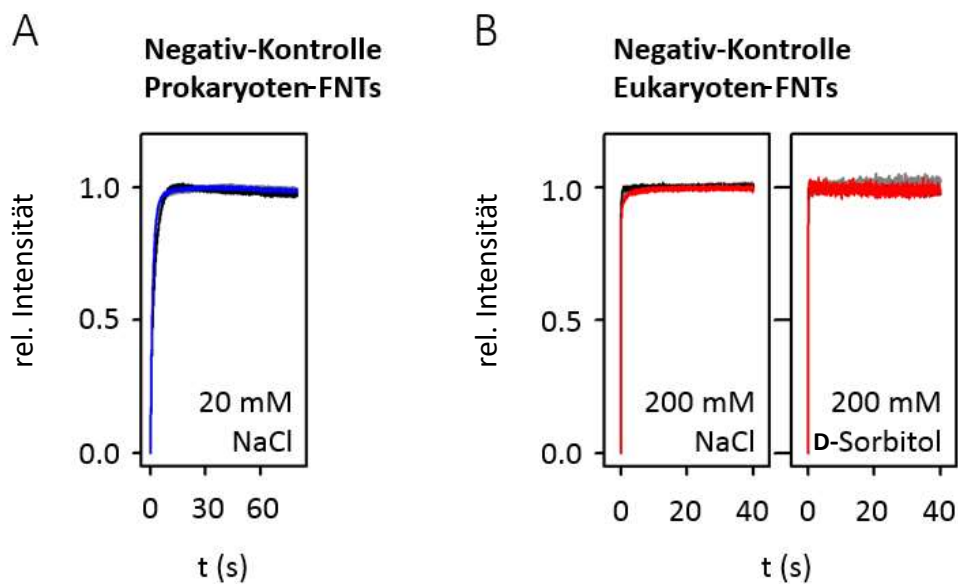 A
Negativ-Kontrolle
Prokaryoten-FNTs
rel. Intensität
1.0
0.5
0.0
20 mM
NaCl
0 30 60
t (s)
B
Negativ-Kontrolle
Eukaryoten-FNTs
rel. Intensität
1.0
0.5
0.0
200 mM
NaCl
200 mM
D-Sorbitol
0 20 40
0 20 40
t (s)